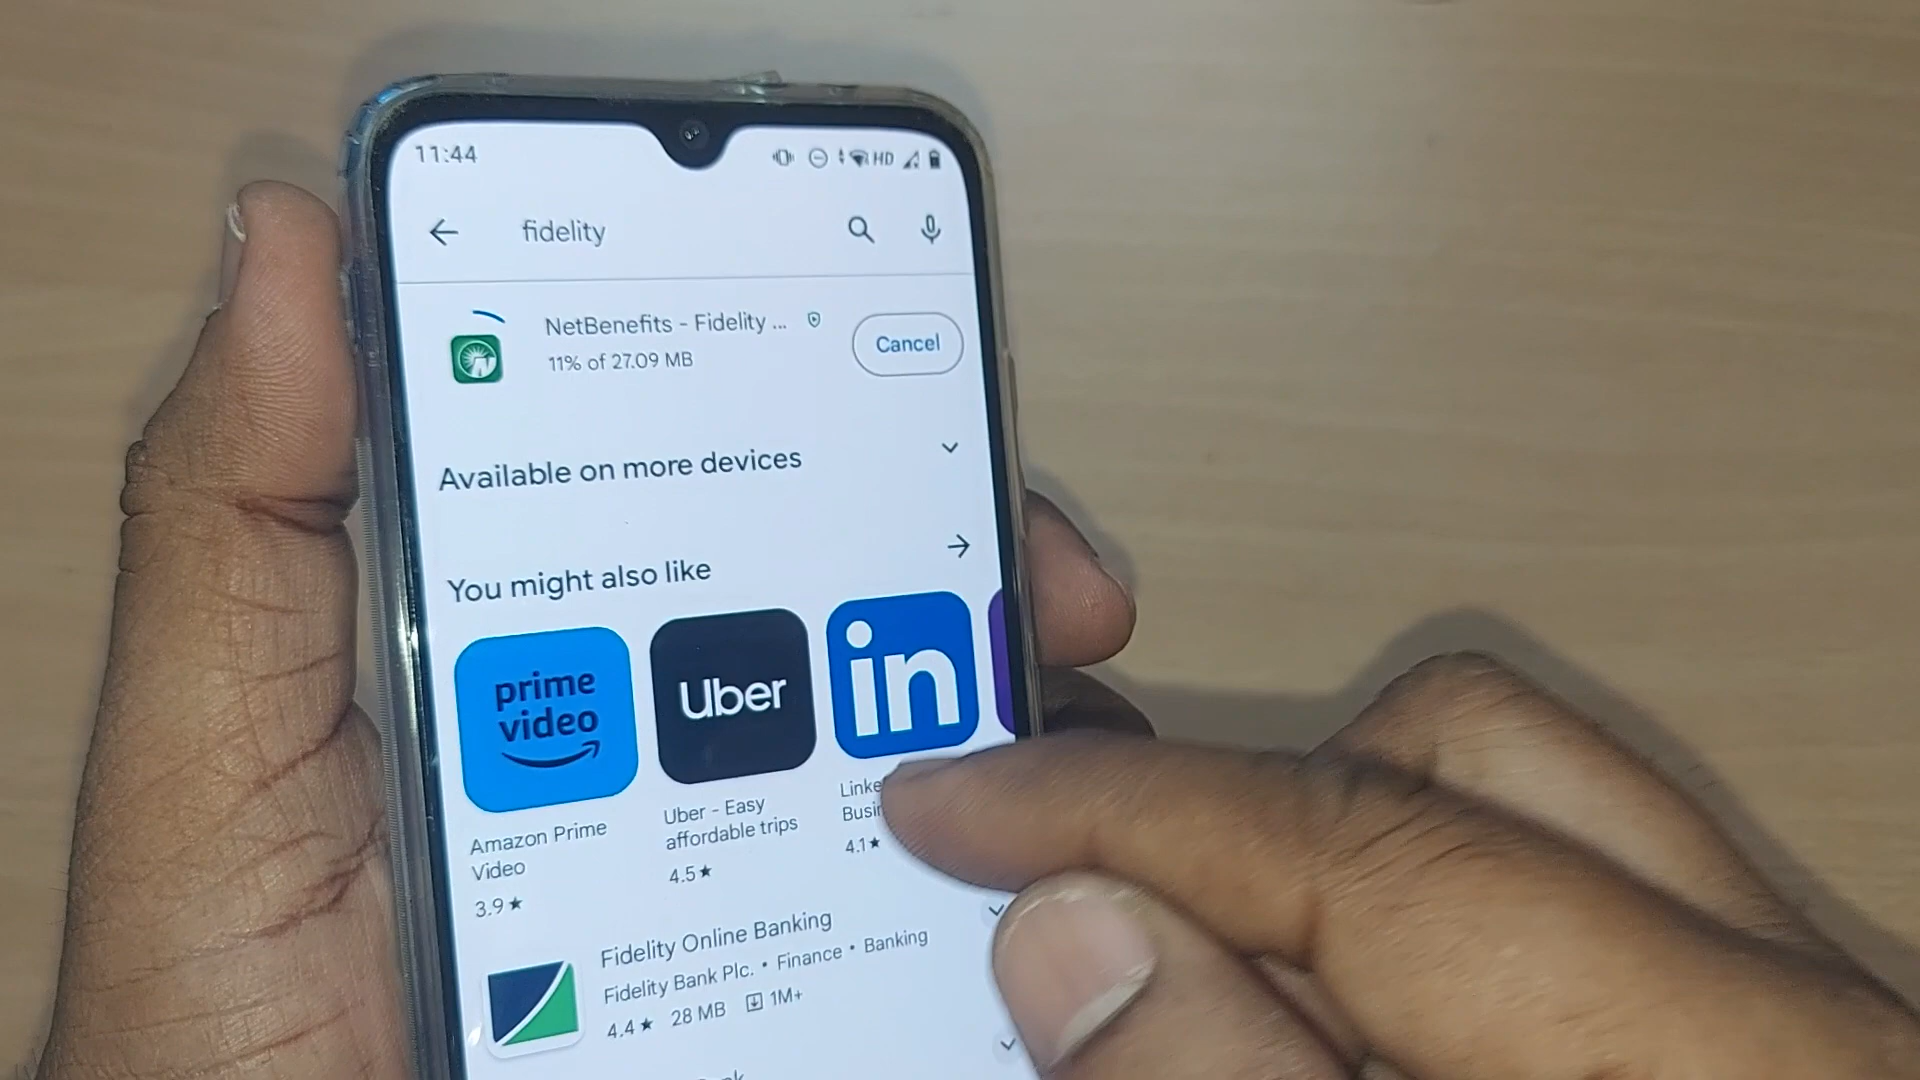 11:44
HD
fidelity
NetBenefits - Fidelity ...
11% of 27.09 MB
Cancel
Available on more devices
You might also like
prime
video
Uber
in
Amazon Prime
Video
3.9★
Uber - Easy
affordable trips
4.5★
Linke
Busin
4.1★
Fidelity Online Banking
Fidelity Bank Plc. • Finance • Banking
4.4★ 28 MB 1M+